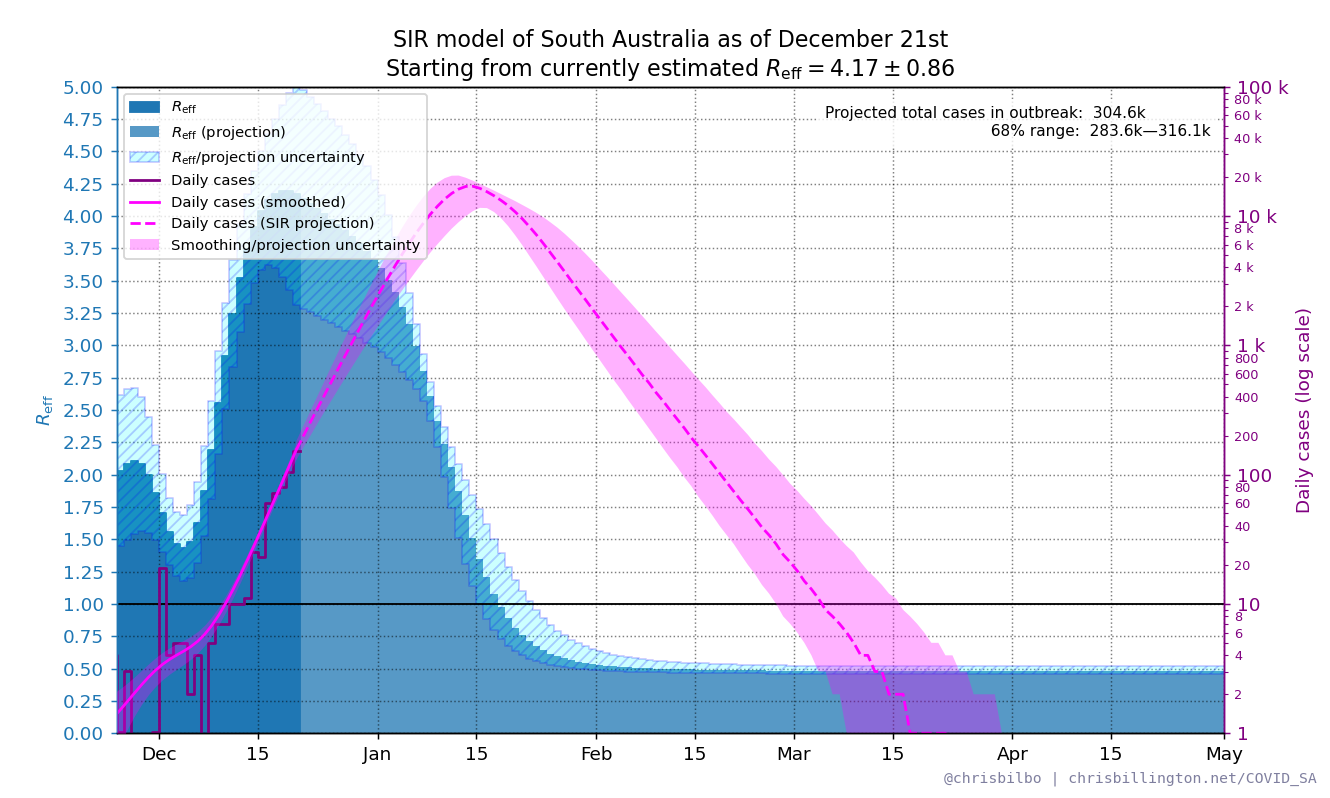 SIR model of South Australia as of December 21st
Starting from currently estimated R_eff = 4.17 ± 0.86
R_eff
R_eff (projection)
R_eff/projection uncertainty
Daily cases
Daily cases (smoothed)
Daily cases (SIR projection)
Smoothing/projection uncertainty
Projected total cases in outbreak: 304.6k
68% range: 283.6k—316.1k
R_eff
5.00
4.75
4.50
4.25
4.00
3.75
3.50
3.25
3.00
2.75
2.50
2.25
2.00
1.75
1.50
1.25
1.00
0.75
0.50
0.25
0.00
100 k
80 k
60 k
40 k
20 k
10 k
8 k
6 k
4 k
2 k
1 k
800
600
400
200
100
80
60
40
20
10
8
6
4
2
1
Daily cases (log scale)
Dec 15 Jan 15 Feb 15 Mar 15 Apr 15 May
@chrisbilbo | chrisbillington.net/COVID_SA